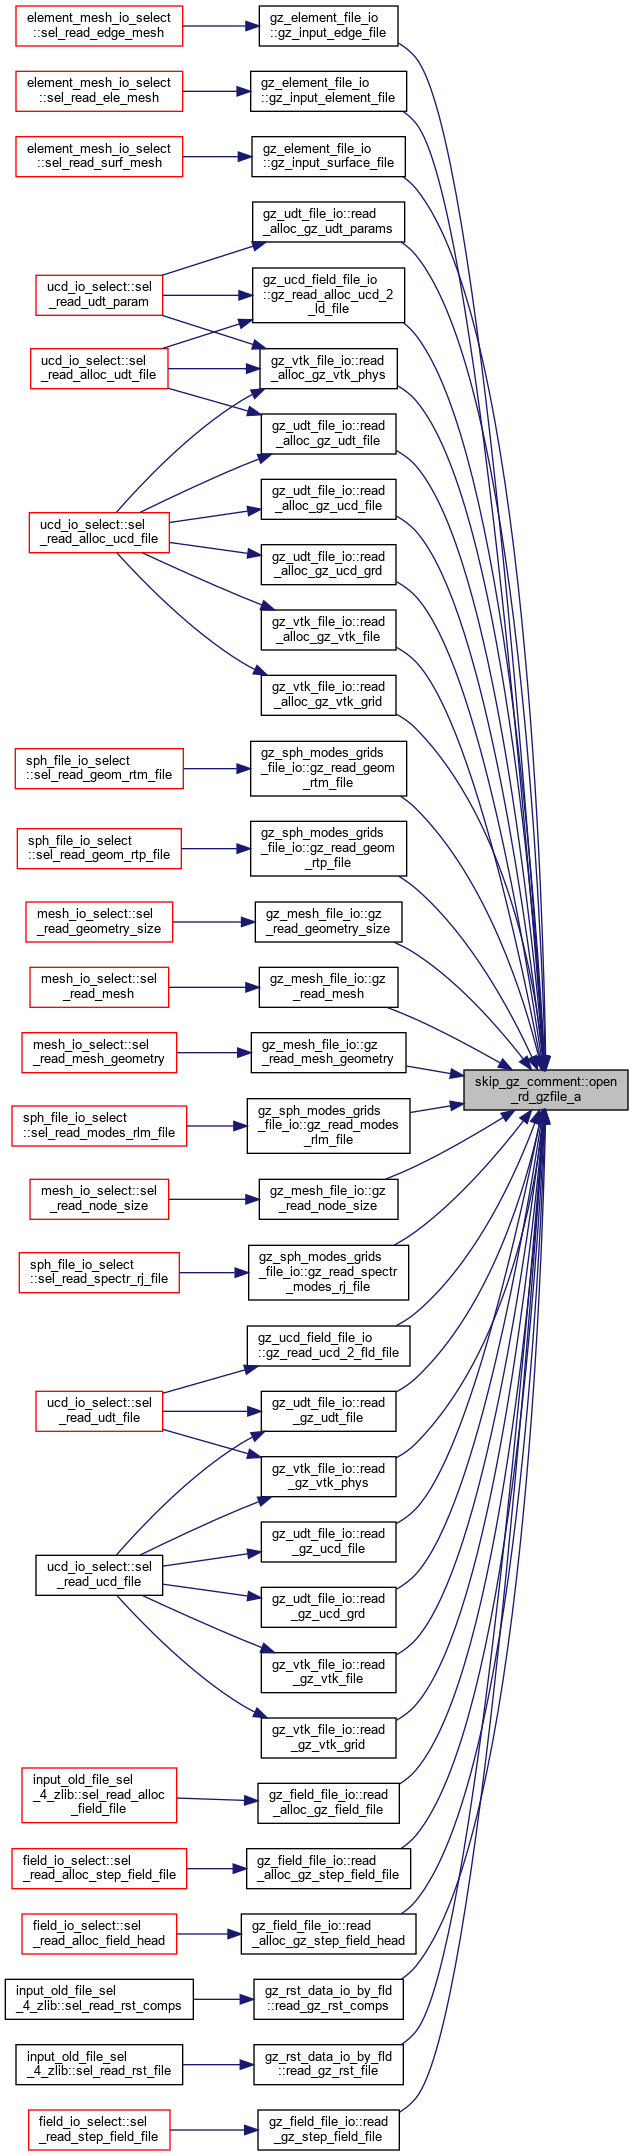 element_mesh_io_select
::sel_read_edge_mesh
gz_element_file_io
::gz_input_edge_file
element_mesh_io_select
::sel_read_ele_mesh
gz_element_file_io
::gz_input_element_file
element_mesh_io_select
::sel_read_surf_mesh
gz_element_file_io
::gz_input_surface_file
gz_udt_file_io::read
_alloc_gz_udt_params
ucd_io_select::sel
_read_udt_param
gz_ucd_field_file_io
::gz_read_alloc_ucd_2
_ld_file
ucd_io_select::sel
_read_alloc_udt_file
gz_vtk_file_io::read
_alloc_gz_vtk_phys
gz_udt_file_io::read
_alloc_gz_udt_file
ucd_io_select::sel
_read_alloc_ucd_file
gz_udt_file_io::read
_alloc_gz_ucd_file
gz_udt_file_io::read
_alloc_gz_ucd_grd
gz_vtk_file_io::read
_alloc_gz_vtk_file
gz_vtk_file_io::read
_alloc_gz_vtk_grid
sph_file_io_select
::sel_read_geom_rtm_file
gz_sph_modes_grids
_file_io::gz_read_geom
_rtm_file
sph_file_io_select
::sel_read_geom_rtp_file
gz_sph_modes_grids
_file_io::gz_read_geom
_rtp_file
mesh_io_select::sel
_read_geometry_size
gz_mesh_file_io::gz
_read_geometry_size
mesh_io_select::sel
_read_mesh
gz_mesh_file_io::gz
_read_mesh
mesh_io_select::sel
_read_mesh_geometry
gz_mesh_file_io::gz
_read_mesh_geometry
skip_gz_comment::open
_rd_gzfile_a
sph_file_io_select
::sel_read_modes_rlm_file
gz_sph_modes_grids
_file_io::gz_read_modes
_rlm_file
mesh_io_select::sel
_read_node_size
gz_mesh_file_io::gz
_read_node_size
sph_file_io_select
::sel_read_spectr_rj_file
gz_sph_modes_grids
_file_io::gz_read_spectr
_modes_rj_file
gz_ucd_field_file_io
::gz_read_ucd_2_fld_file
ucd_io_select::sel
_read_udt_file
gz_udt_file_io::read
_gz_udt_file
gz_vtk_file_io::read
_gz_vtk_phys
gz_udt_file_io::read
_gz_ucd_file
ucd_io_select::sel
_read_ucd_file
gz_udt_file_io::read
_gz_ucd_grd
gz_vtk_file_io::read
_gz_vtk_file
gz_vtk_file_io::read
_gz_vtk_grid
input_old_file_sel
_4_zlib::sel_read_alloc
_field_file
gz_field_file_io::read
_alloc_gz_field_file
field_io_select::sel
_read_alloc_step_field_file
gz_field_file_io::read
_alloc_gz_step_field_file
field_io_select::sel
_read_alloc_field_head
gz_field_file_io::read
_alloc_gz_step_field_head
input_old_file_sel
_4_zlib::sel_read_rst_comps
gz_rst_data_io_by_fld
::read_gz_rst_comps
input_old_file_sel
_4_zlib::sel_read_rst_file
gz_rst_data_io_by_fld
::read_gz_rst_file
field_io_select::sel
_read_step_field_file
gz_field_file_io::read
_gz_step_field_file